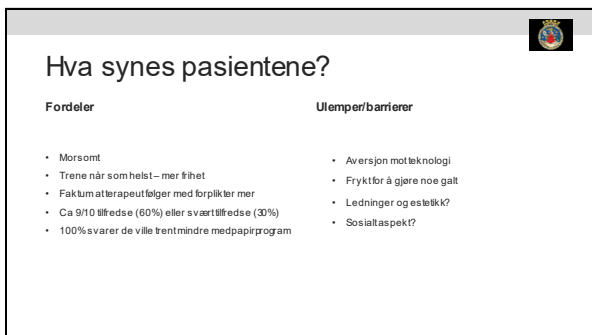 Hva synes pasientene?
Fordeler
• Morsomt
• Trene når som helst – mer frihet
• Faktum at terapeut følger med forplikter mer
• Ca 9/10 tilfredse (60%) eller svært tilfredse (30%)
• 100% svarer de ville trent mindre med papirprogram
Ulemper/barrierer
• Aversjon mot teknologi
• Frykt for å gjøre noe galt
• Ledninger og estetikk?
• Sosialt aspekt?